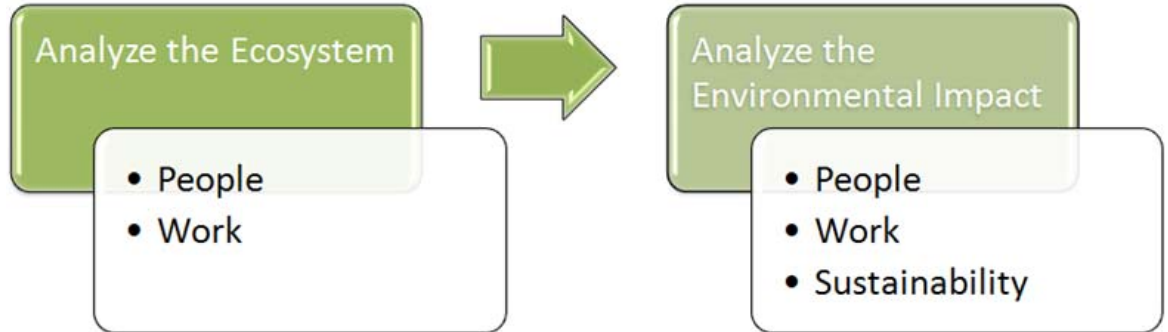 Analyze the Ecosystem
• People
• Work
Analyze the
Environmental Impact
• People
• Work
• Sustainability